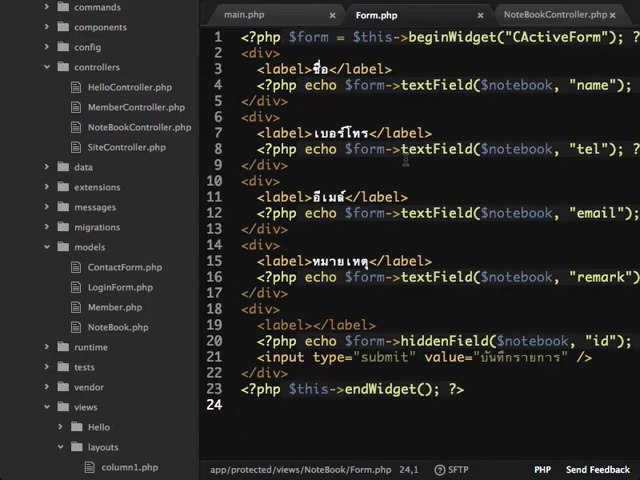 commands
components
config
controllers
HelloController.php
MemberController.php
NoteBookController.php
SiteController.php
data
extensions
messages
migrations
models
ContactForm.php
LoginForm.php
Member.php
NoteBook.php
runtime
tests
vendor
views
Hello
layouts
column1.php
main.php × Form.php × NoteBookController.php ×
1 <?php $form = $this->beginWidget("CActiveForm"); ?
2 <div>
3 <label>ชื่อ</label>
4 <?php echo $form->textField($notebook, "name"); ?
5 </div>
6 <div>
7 <label>เบอร์โทร</label>
8 <?php echo $form->textField($notebook, "tel"); ?
9 </div>
10 <div>
11 <label>อีเมล์</label>
12 <?php echo $form->textField($notebook, "email");
13 </div>
14 <div>
15 <label>หมายเหตุ</label>
16 <?php echo $form->textField($notebook, "remark")
17 </div>
18 <div>
19 <label></label>
20 <?php echo $form->hiddenField($notebook, "id");
21 <input type="submit" value="บันทึกรายการ" />
22 </div>
23 <?php $this->endWidget(); ?>
24
app/protected/views/NoteBook/Form.php 24,1 SFTP PHP Send Feedback